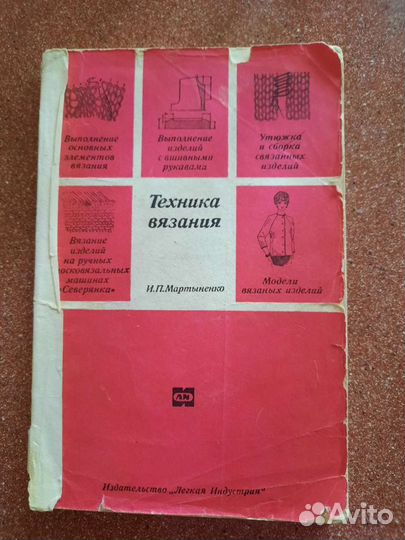 Выполнение
основных
элементов
вязания
Выполнение
изделий
с вшивными
рукавами
Утюжка
и сборка
связанных
изделий
Вязание
изделий
на ручных
осковязальных
машинах
„Северянка“
Техника
вязания
И.П.Мартыненко
Модели
вязаных изделий
ЛИ
Издательство „Легкая Индустрия“
Avito